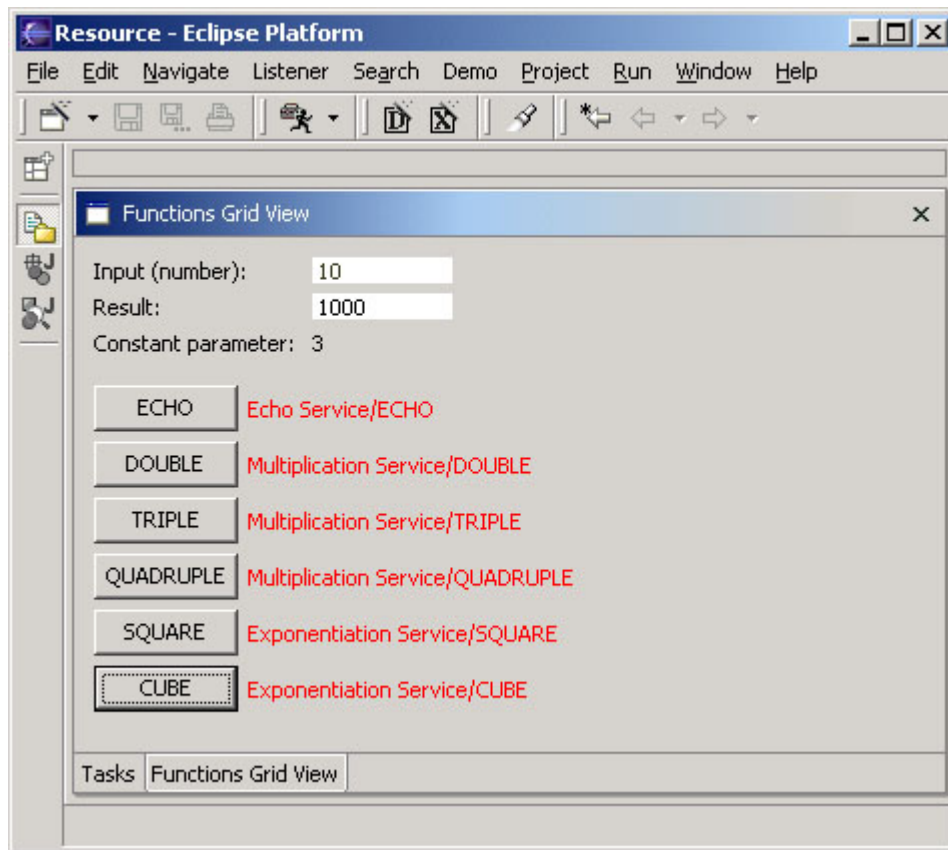 Resource - Eclipse Platform
File Edit Navigate Listener Search Demo Project Run Window Help
Functions Grid View
Input (number): 10
Result: 1000
Constant parameter: 3
ECHO Echo Service/ECHO
DOUBLE Multiplication Service/DOUBLE
TRIPLE Multiplication Service/TRIPLE
QUADRUPLE Multiplication Service/QUADRUPLE
SQUARE Exponentiation Service/SQUARE
CUBE Exponentiation Service/CUBE
Tasks Functions Grid View